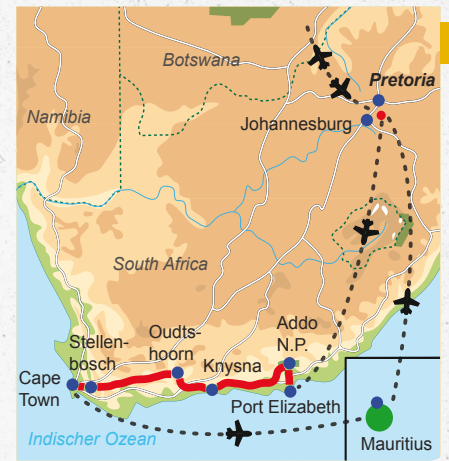 Botswana
Pretoria
Namibia
Johannesburg
South Africa
Oudts-
hoorn
Addo
N.P.
Stellen-
bosch
Knysna
Cape
Town
Port Elizabeth
Indischer Ozean
Mauritius